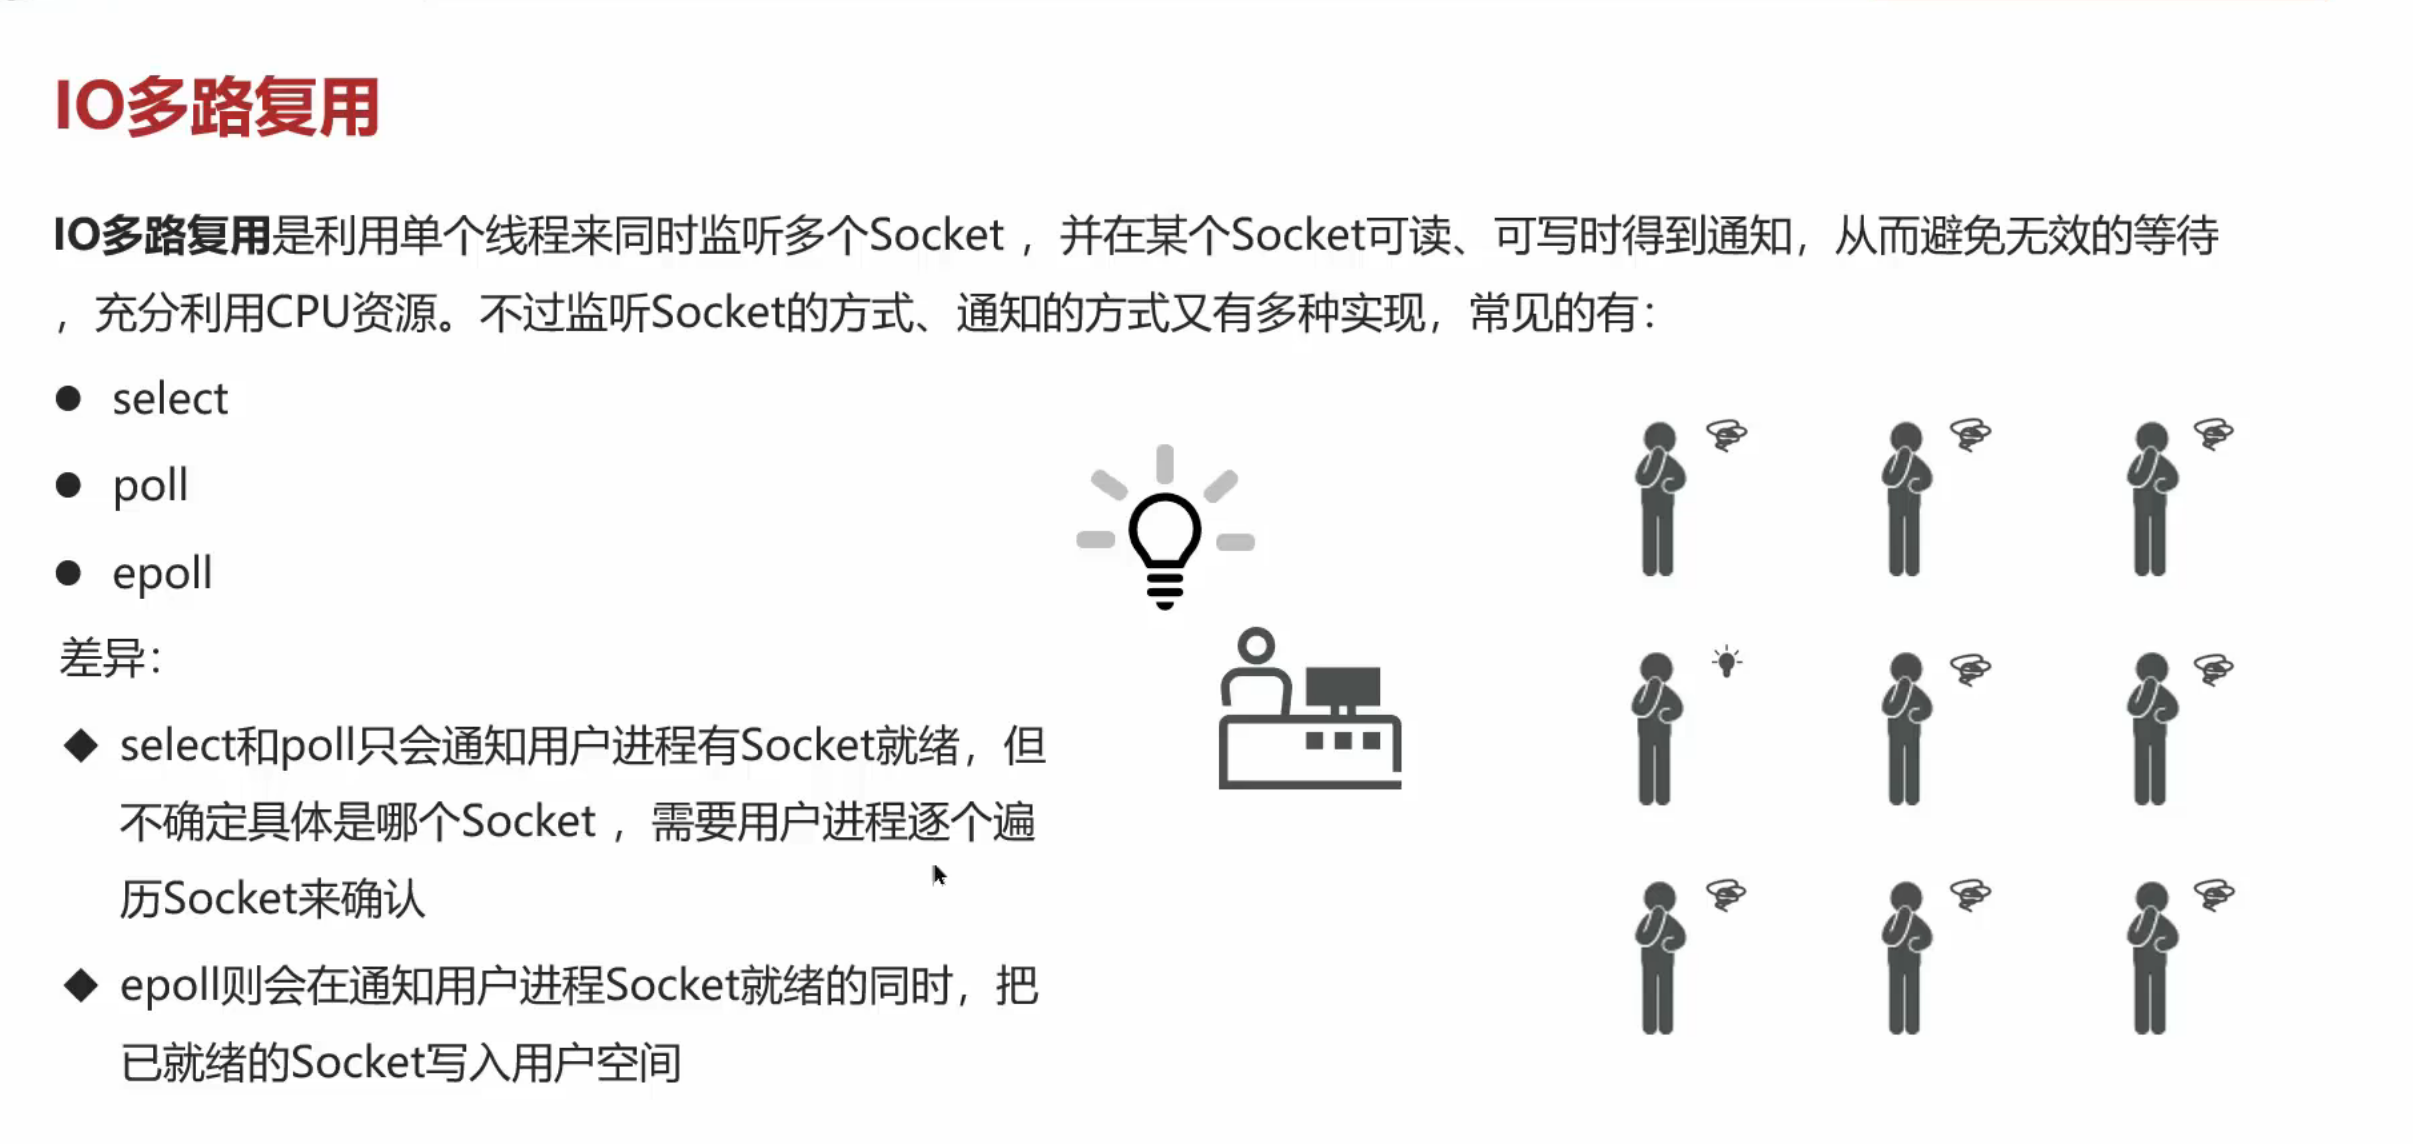 IO多路复用
IO多路复用是利用单个线程来同时监听多个Socket ，并在某个Socket可读、可写时得到通知，从而避免无效的等待
，充分利用CPU资源。不过监听Socket的方式、通知的方式又有多种实现，常见的有：
● select
● poll
● epoll
差异：
◆ select和poll只会通知用户进程有Socket就绪，但
不确定具体是哪个Socket ，需要用户进程逐个遍
历Socket来确认
◆ epoll则会在通知用户进程Socket就绪的同时，把
已就绪的Socket写入用户空间